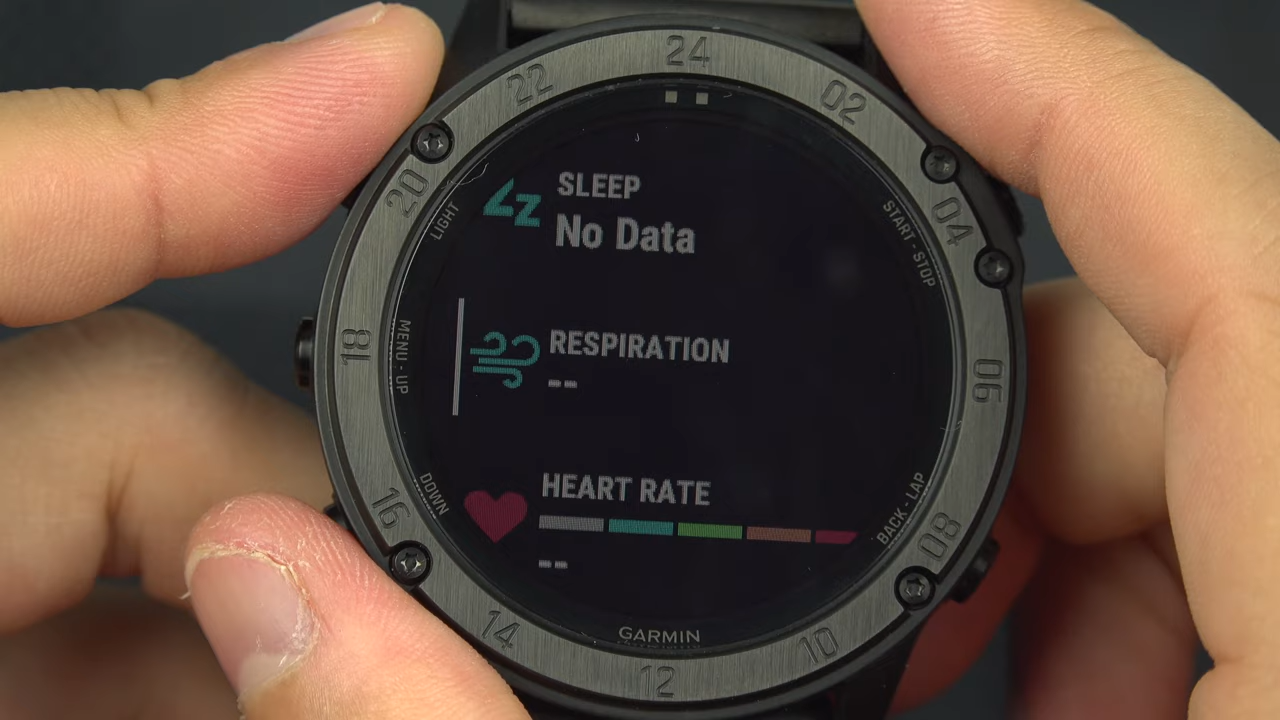 24
22
02
20
04
LIGHT
START - STOP
SLEEP
No Data
18
MENU - UP
RESPIRATION
--
06
HEART RATE
--
DOWN
BACK - LAP
16
08
GARMIN
14
10
12